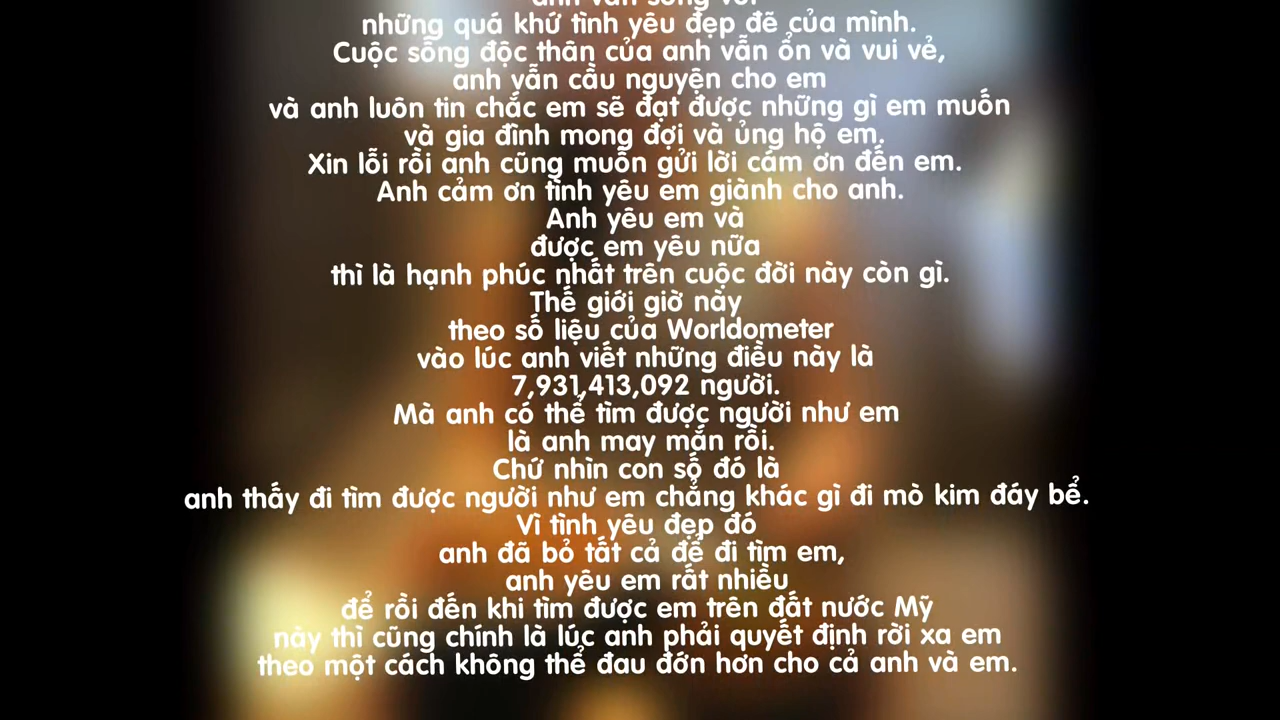 anh vẫn sống với
những quá khứ tình yêu đẹp đẽ của mình.
Cuộc sống độc thân của anh vẫn ổn và vui vẻ,
anh vẫn cầu nguyện cho em
và anh luôn tin chắc em sẽ đạt được những gì em muốn
và gia đình mong đợi và ủng hộ em.
Xin lỗi rồi anh cũng muốn gửi lời cám ơn đến em.
Anh cảm ơn tình yêu em giành cho anh.
Anh yêu em và
được em yêu nữa
thì là hạnh phúc nhất trên cuộc đời này còn gì.
Thế giới giờ này
theo số liệu của Worldometer
vào lúc anh viết những điều này là
7,931,413,092 người.
Mà anh có thể tìm được người như em
là anh may mắn rồi.
Chứ nhìn con số đó là
anh thấy đi tìm được người như em chẳng khác gì đi mò kim đáy bể.
Vì tình yêu đẹp đó
anh đã bỏ tất cả để đi tìm em,
anh yêu em rất nhiều
để rồi đến khi tìm được em trên đất nước Mỹ
này thì cũng chính là lúc anh phải quyết định rời xa em
theo một cách không thể đau đớn hơn cho cả anh và em.